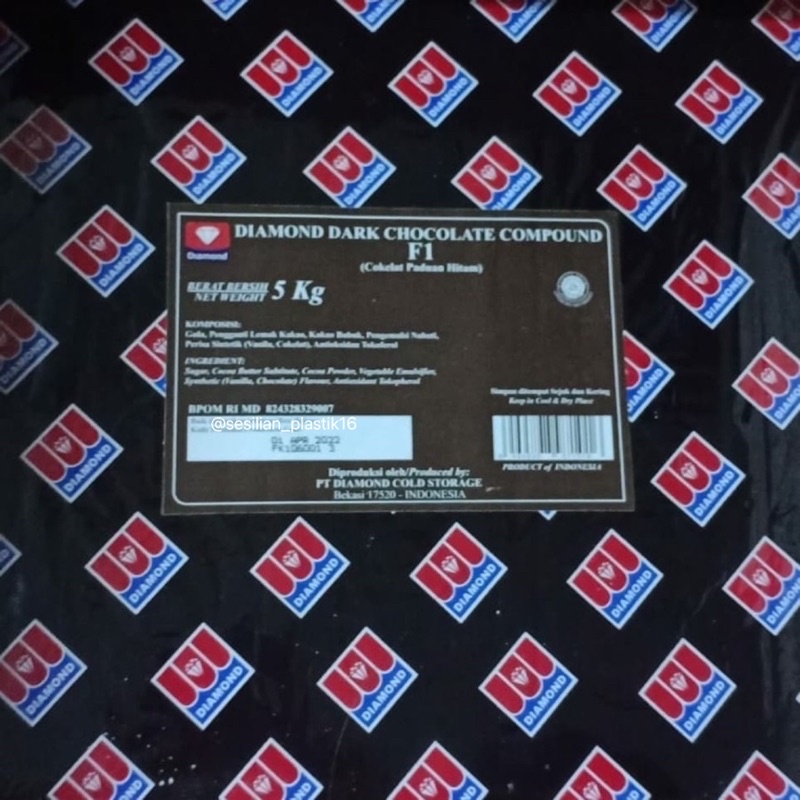 Diamond
DIAMOND DARK CHOCOLATE COMPOUND
F1
(Cokelat Paduan Hitam)
BERAT BERSIH
NET WEIGHT 5 Kg
KOMPOSISI:
Gula, Pengganti Lemak Kakao, Kakao Bubuk, Pengemulsi Nabati,
Perisa Sintetik (Vanila, Cokelat), Antioksidan Tokoferol
INGREDIENT:
Sugar, Cocoa Butter Subtitute, Cocoa Powder, Vegetable Emulsifier,
Synthetic (Vanilla, Chocolate) Flavour, Antioxidant Tokopherol
Simpan ditempat Sejuk dan Kering
Keep in Cool & Dry Place
BPOM RI MD 824328329007
@sesilian_plastik16
01 APR 2023
PRODUCT of INDONESIA
Diproduksi oleh/Produced by:
PT DIAMOND COLD STORAGE
Bekasi 17520 - INDONESIA
DIAMOND